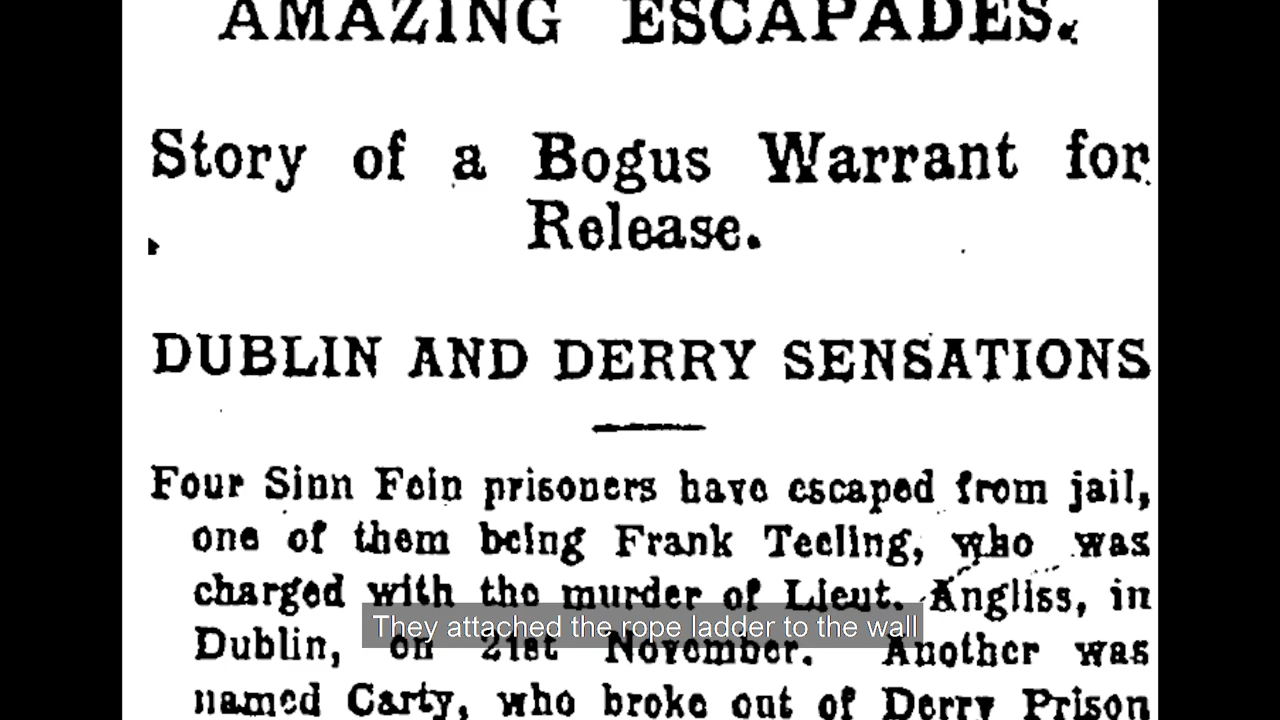 AMAZING ESCAPADES.
Story of a Bogus Warrant for
Release.
DUBLIN AND DERRY SENSATIONS
Four Sinn Fein prisoners have escaped from jail,
one of them being Frank Teeling, who was
charged with the murder of Lieut. Angliss, in
They attached the rope ladder to the wall
Dublin, on 21st November. Another was
named Carty, who broke out of Derry Prison